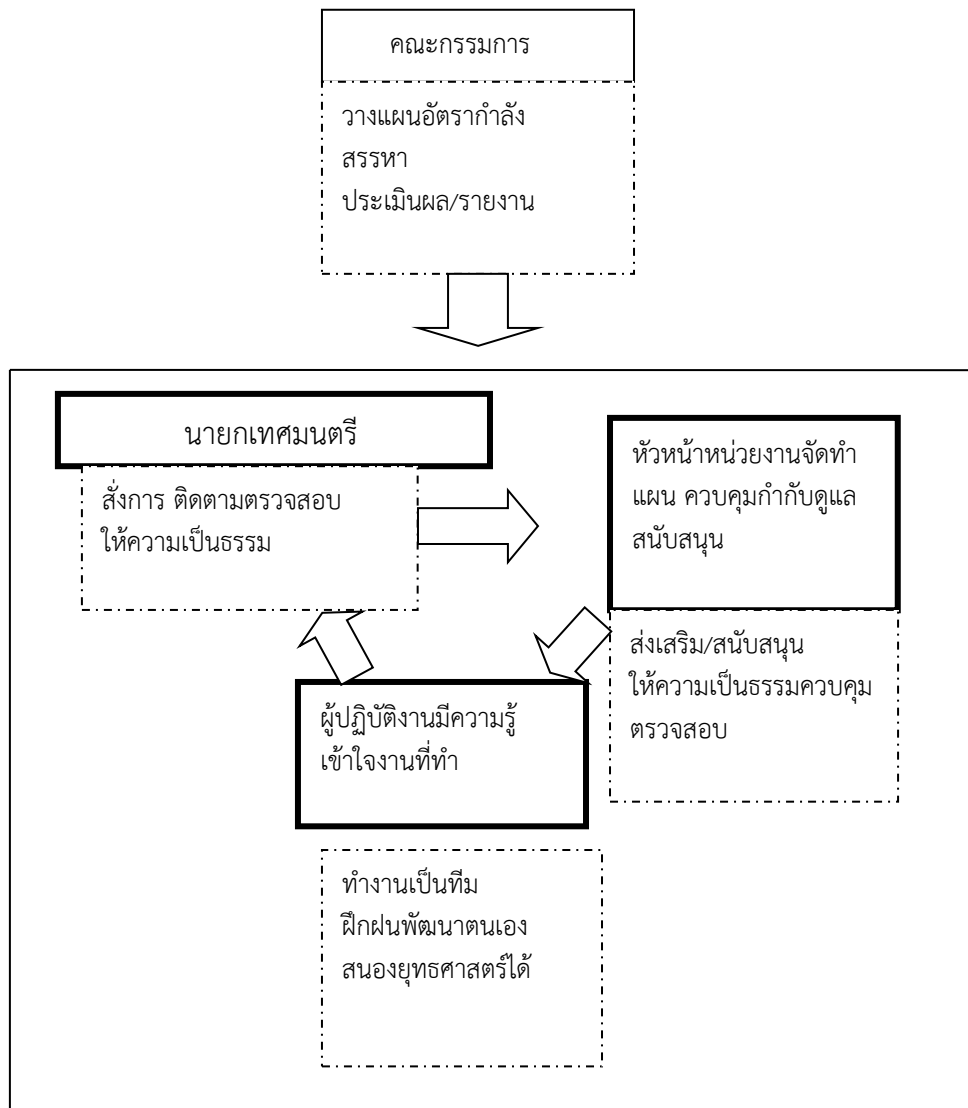 คณะกรรมการ
วางแผนอัตรากำลัง
สรรหา
ประเมินผล/รายงาน
นายกเทศมนตรี
สั่งการ ติดตามตรวจสอบ
ให้ความเป็นธรรม
หัวหน้าหน่วยงานจัดทำ
แผน ควบคุมกำกับดูแล
สนับสนุน
ส่งเสริม/สนับสนุน
ให้ความเป็นธรรมควบคุม
ตรวจสอบ
ผู้ปฏิบัติงานมีความรู้
เข้าใจงานที่ทำ
ทำงานเป็นทีม
ฝึกฝนพัฒนาตนเอง
สนองยุทธศาสตร์ได้